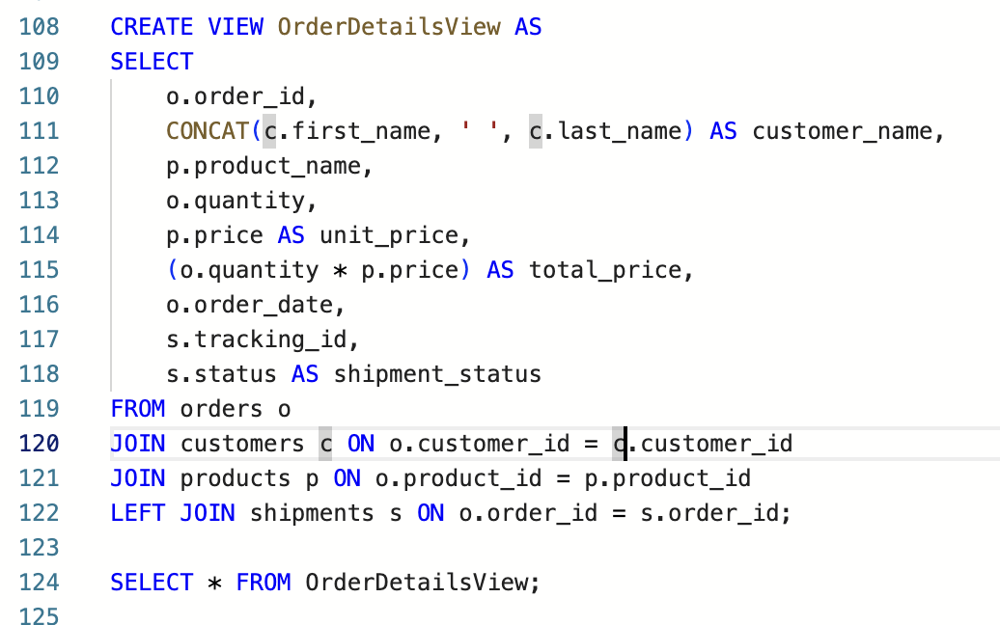 108 CREATE VIEW OrderDetailsView AS
109 SELECT
110     o.order_id,
111     CONCAT(c.first_name, ' ', c.last_name) AS customer_name,
112     p.product_name,
113     o.quantity,
114     p.price AS unit_price,
115     (o.quantity * p.price) AS total_price,
116     o.order_date,
117     s.tracking_id,
118     s.status AS shipment_status
119 FROM orders o
120 JOIN customers c ON o.customer_id = c.customer_id
121 JOIN products p ON o.product_id = p.product_id
122 LEFT JOIN shipments s ON o.order_id = s.order_id;
123
124 SELECT * FROM OrderDetailsView;
125